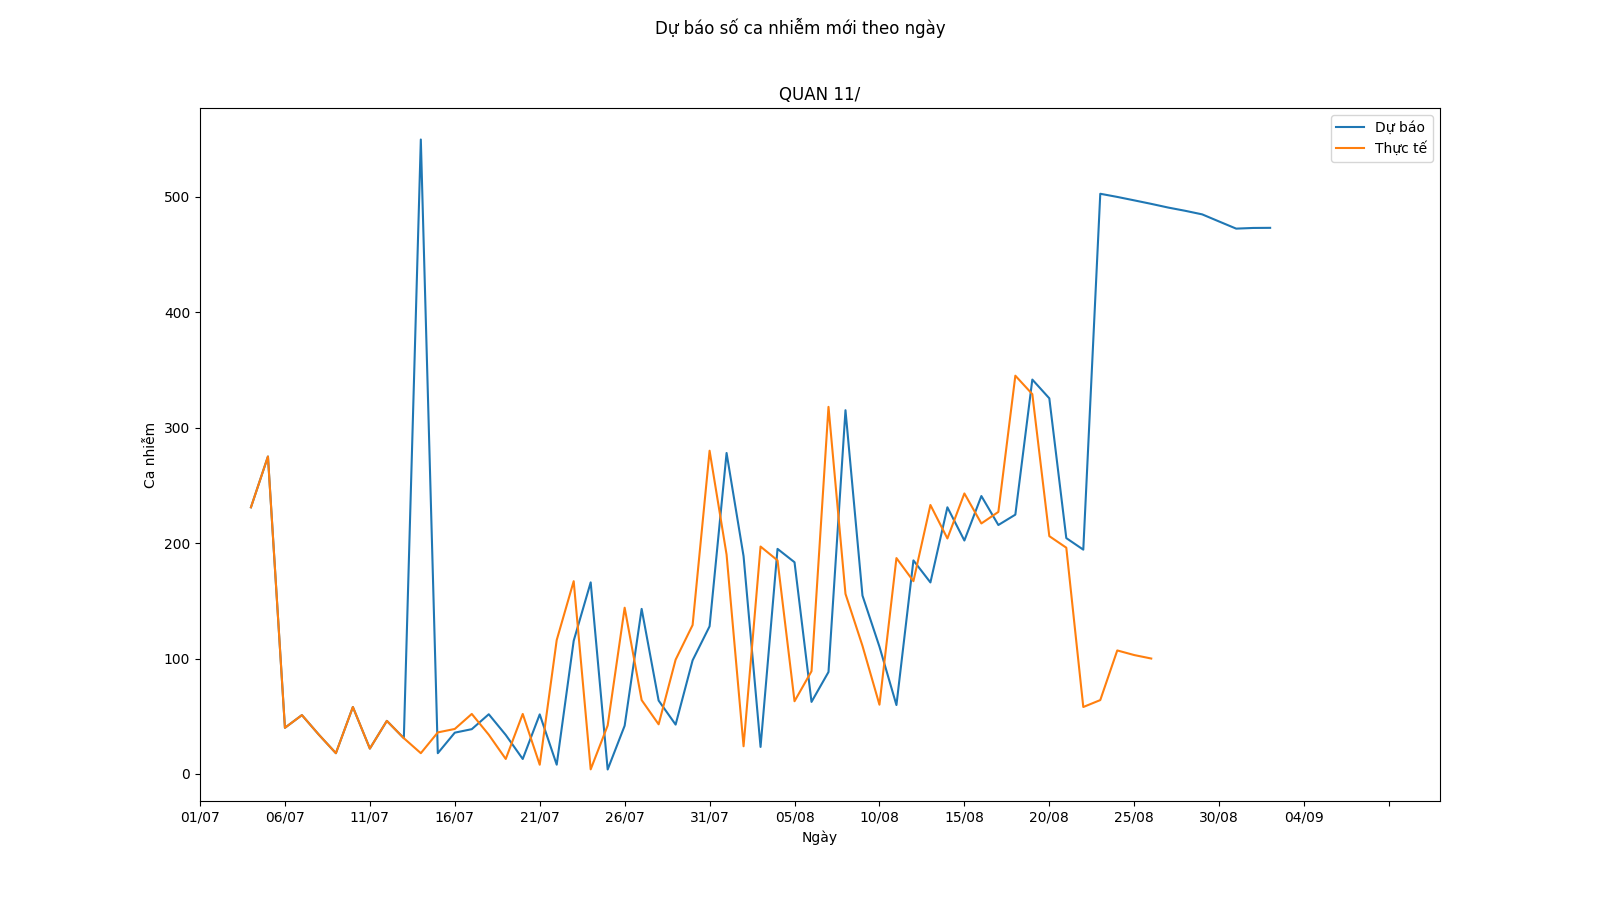 Dự báo số ca nhiễm mới theo ngày
QUAN 11/
Dự báo
Thực tế
Ca nhiễm
500
400
300
200
100
0
01/07 06/07 11/07 16/07 21/07 26/07 31/07 05/08 10/08 15/08 20/08 25/08 30/08 04/09
Ngày